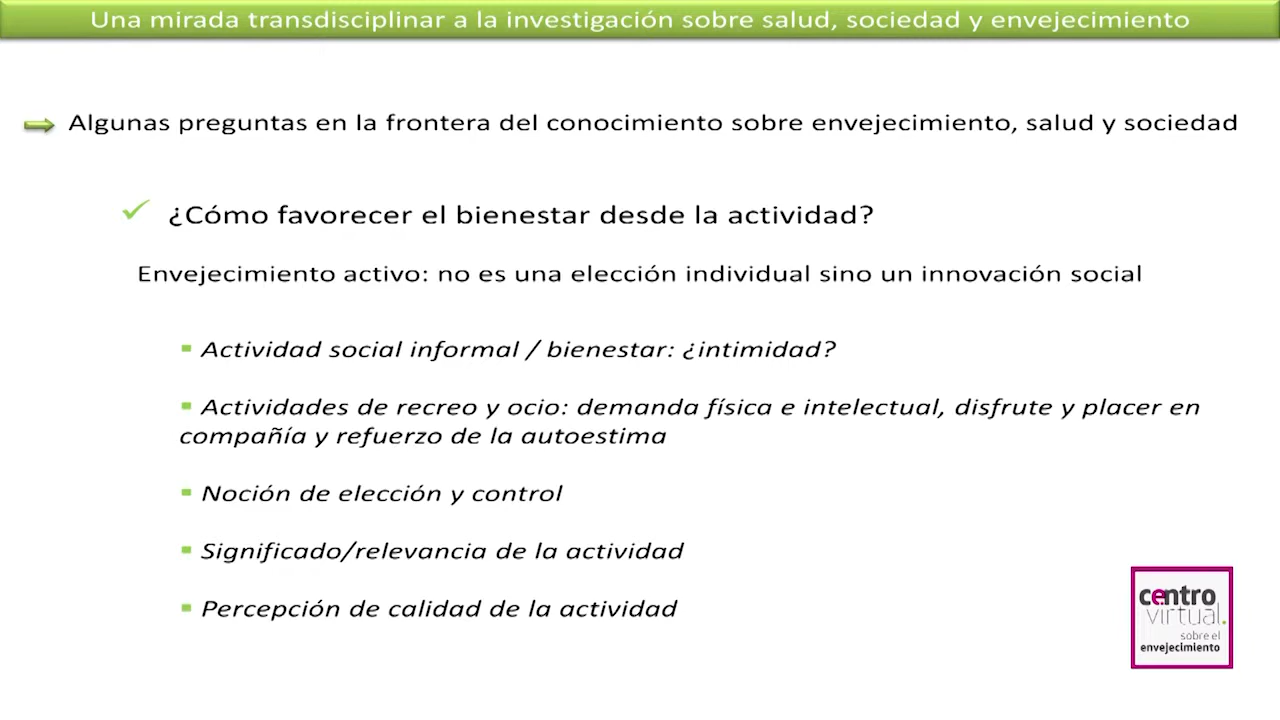 Una mirada transdisciplinar a la investigación sobre salud, sociedad y envejecimiento
Algunas preguntas en la frontera del conocimiento sobre envejecimiento, salud y sociedad
¿Cómo favorecer el bienestar desde la actividad?
Envejecimiento activo: no es una elección individual sino un innovación social
Actividad social informal / bienestar: ¿intimidad?
Actividades de recreo y ocio: demanda física e intelectual, disfrute y placer en
compañía y refuerzo de la autoestima
Noción de elección y control
Significado/relevancia de la actividad
Percepción de calidad de la actividad
centro
virtual.
sobre el
envejecimiento